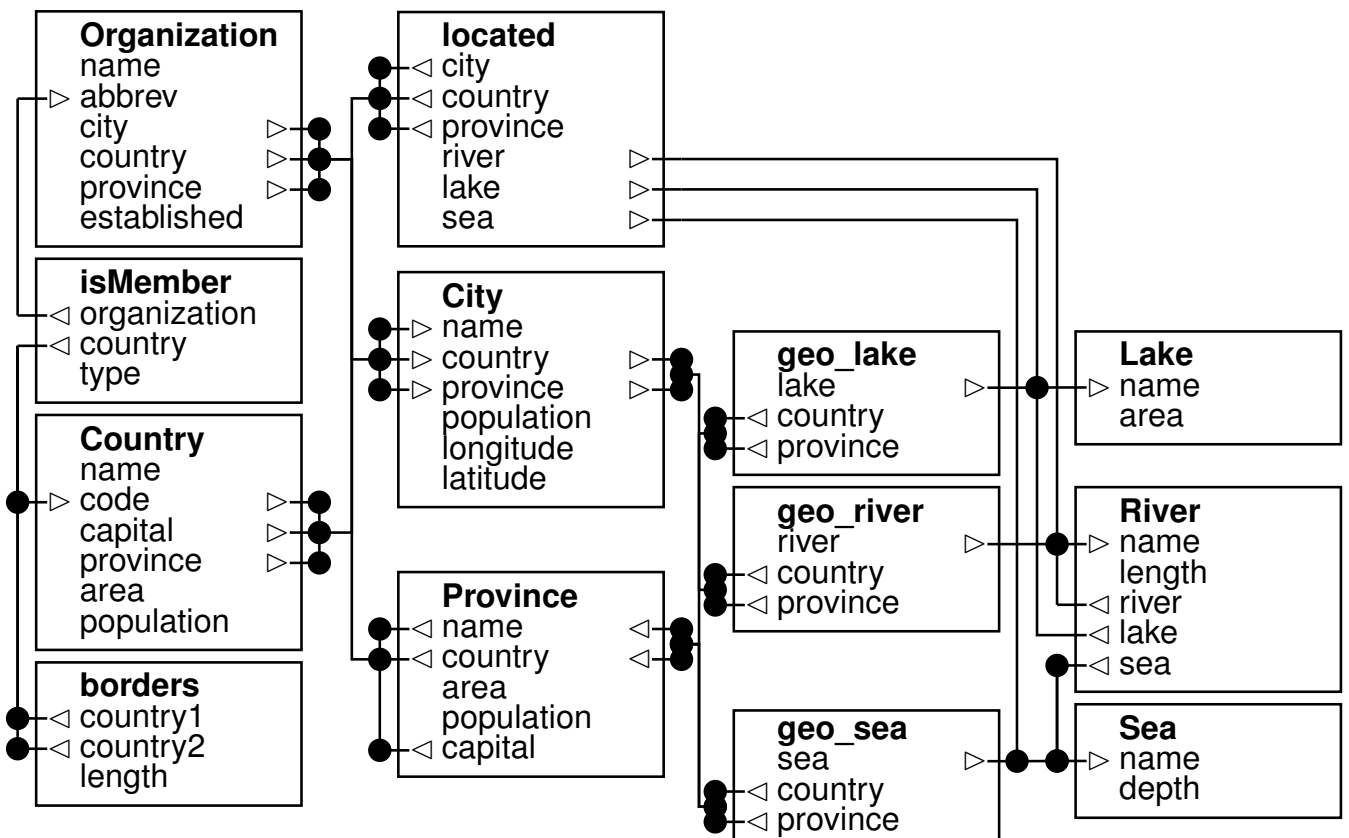 Organization
name
abbrev
city
country
province
established
isMember
organization
country
type
Country
name
code
capital
province
area
population
borders
country1
country2
length
located
city
country
province
river
lake
sea
City
name
country
province
population
longitude
latitude
Province
name
country
area
population
capital
geo_lake
lake
country
province
geo_river
river
country
province
geo_sea
sea
country
province
Lake
name
area
River
name
length
river
lake
sea
Sea
name
depth